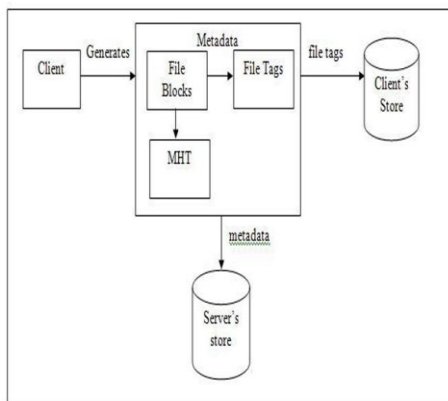 Generates
Metadata
file tags
Client
File
Blocks
File Tags
Client's
Store
MHT
metadata
Server's
store